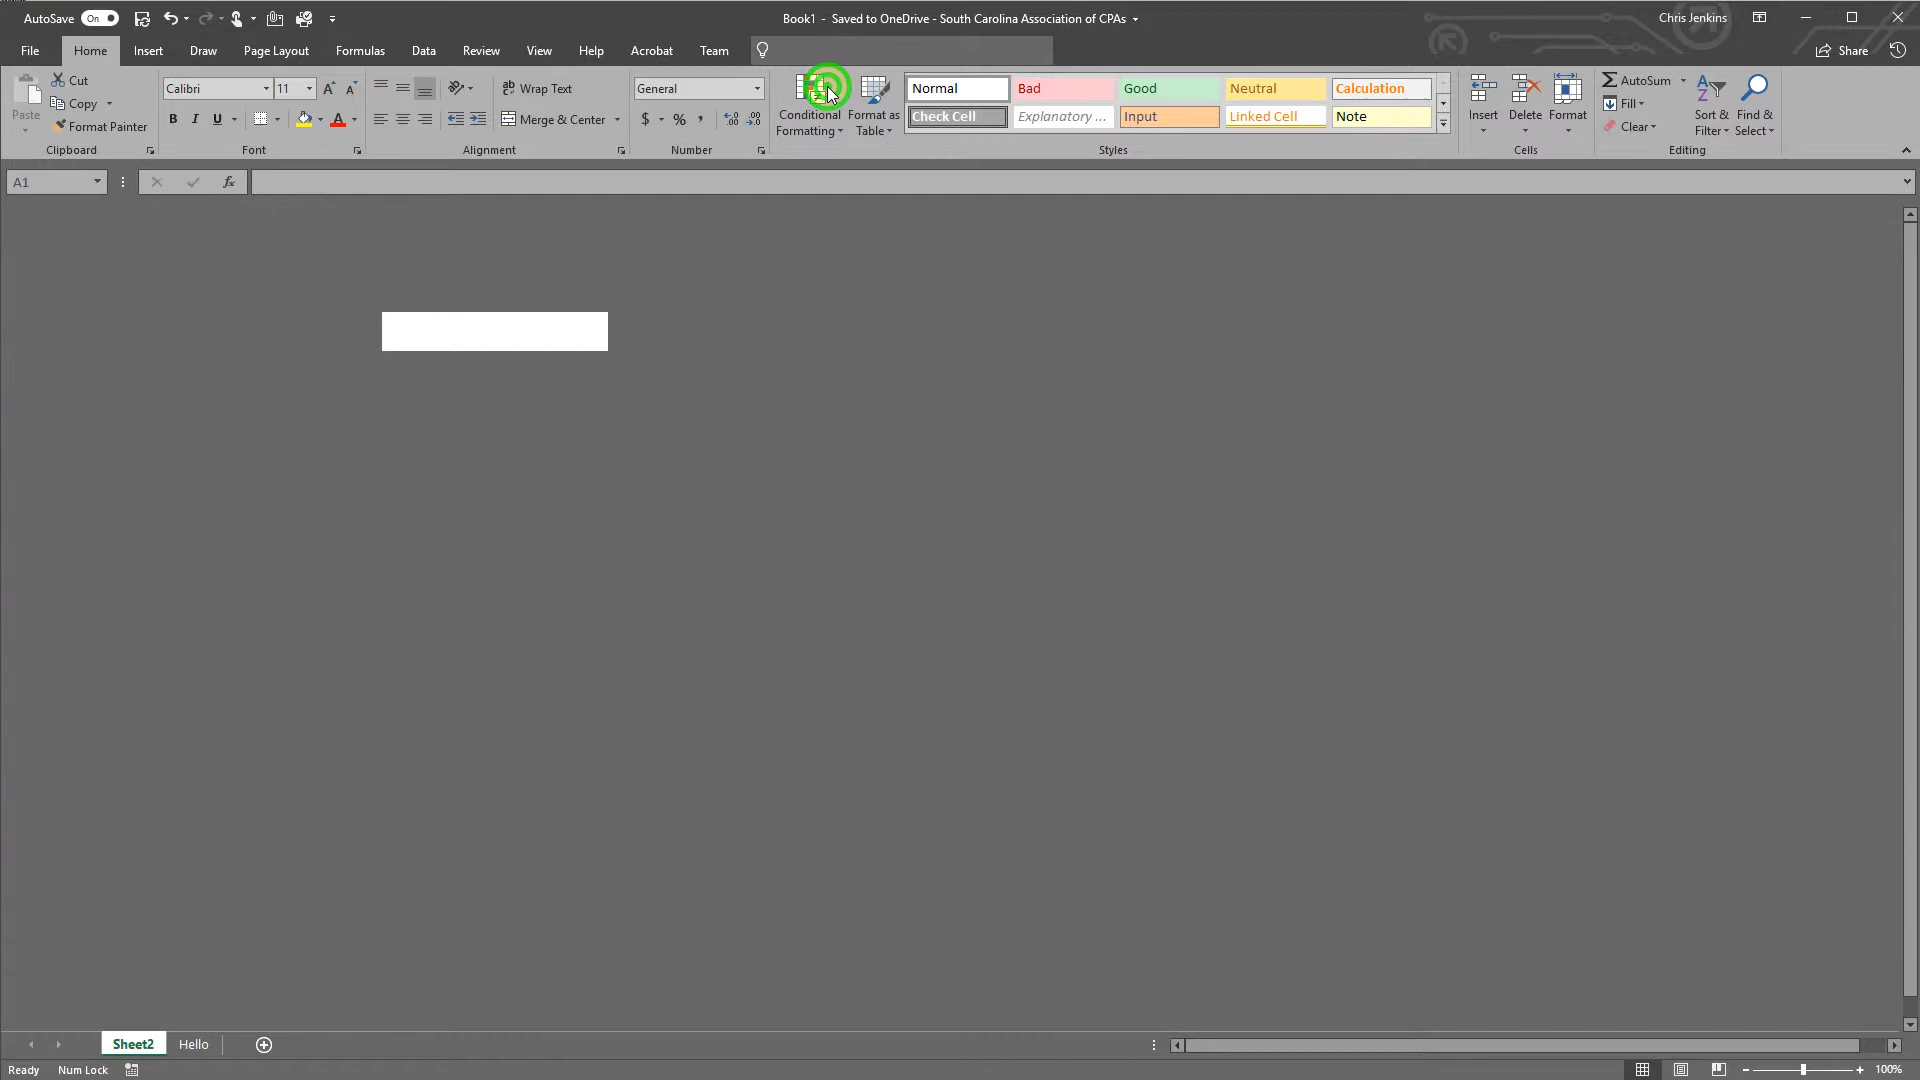 AutoSave On
Book1 - Saved to OneDrive - South Carolina Association of CPAs
Chris Jenkins
File Home Insert Draw Page Layout Formulas Data Review View Help Acrobat Team
Share
Paste
Cut
Copy
Format Painter
Clipboard
Calibri 11
B I U
Font
Wrap Text
Merge & Center
Alignment
General
$ % ,
Number
Conditional Formatting
Format as Table
Normal Bad Good Neutral Calculation
Check Cell Explanatory ... Input Linked Cell Note
Styles
Insert Delete Format
Cells
AutoSum
Fill
Clear
Sort & Filter
Find & Select
Editing
A1
fx
Sheet2 Hello
Ready Num Lock
100%